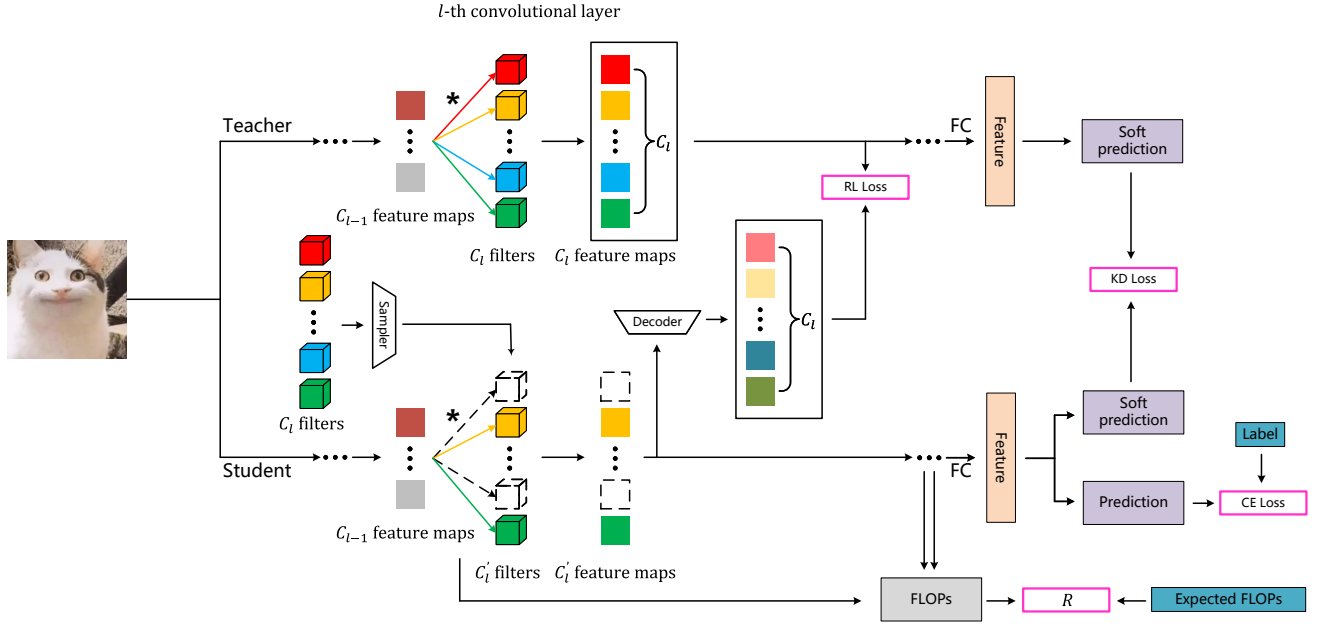 l-th convolutional layer
Teacher
*
C_{l-1} feature maps
C_l filters
C_l feature maps
C_l
FC
Feature
Soft
prediction
RL Loss
KD Loss
C_l filters
Sampler
Decoder
C_l
Student
*
C_{l-1} feature maps
C_l' filters
C_l' feature maps
FC
Feature
Soft
prediction
Prediction
Label
CE Loss
FLOPs
R
Expected FLOPs